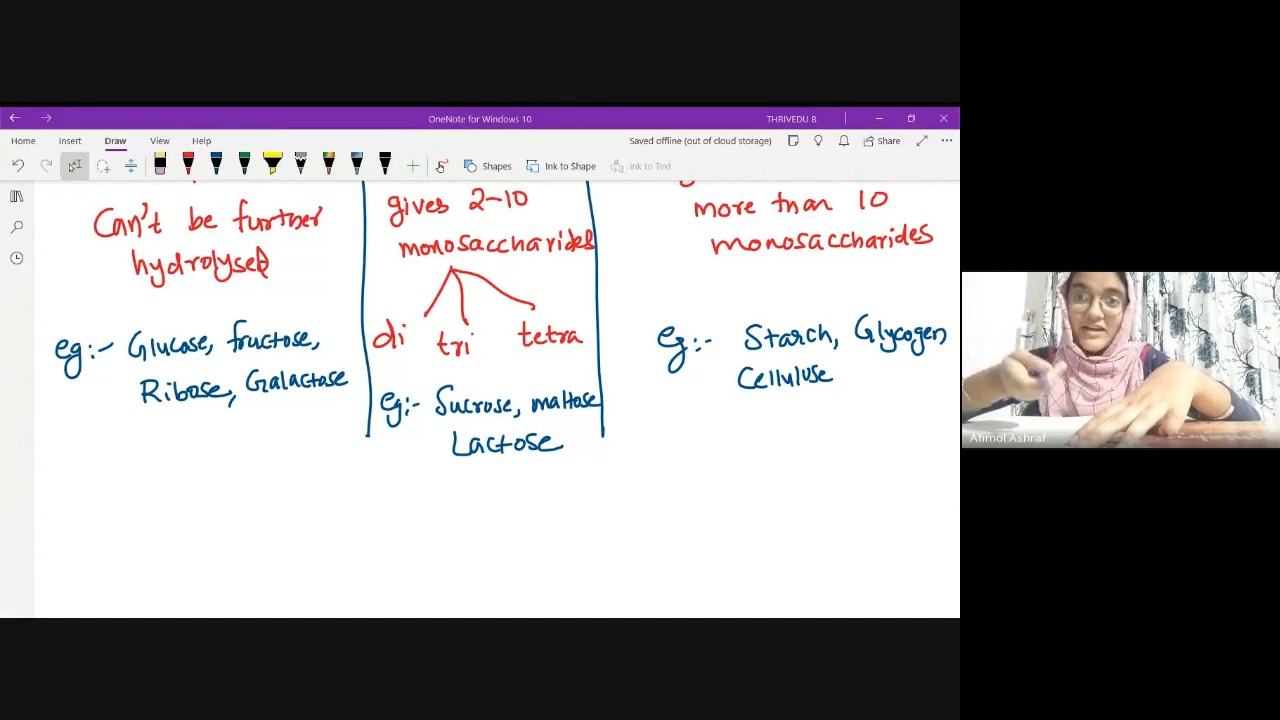 OneNote for Windows 10
THRIVEDU B
Home
Insert
Draw
View
Help
Saved offline (out of cloud storage)
Share
Shapes
Ink to Shape
Ink to Text
Can't be further
hydrolysed
eg:- Glucose, fructose,
Ribose, Galactose
gives 2-10
monosaccharides
di tri tetra
eg:- Sucrose, maltose
Lactose
more than 10
monosaccharides
eg:- Starch, Glycogen,
Celluluse
Afimol Ashraf